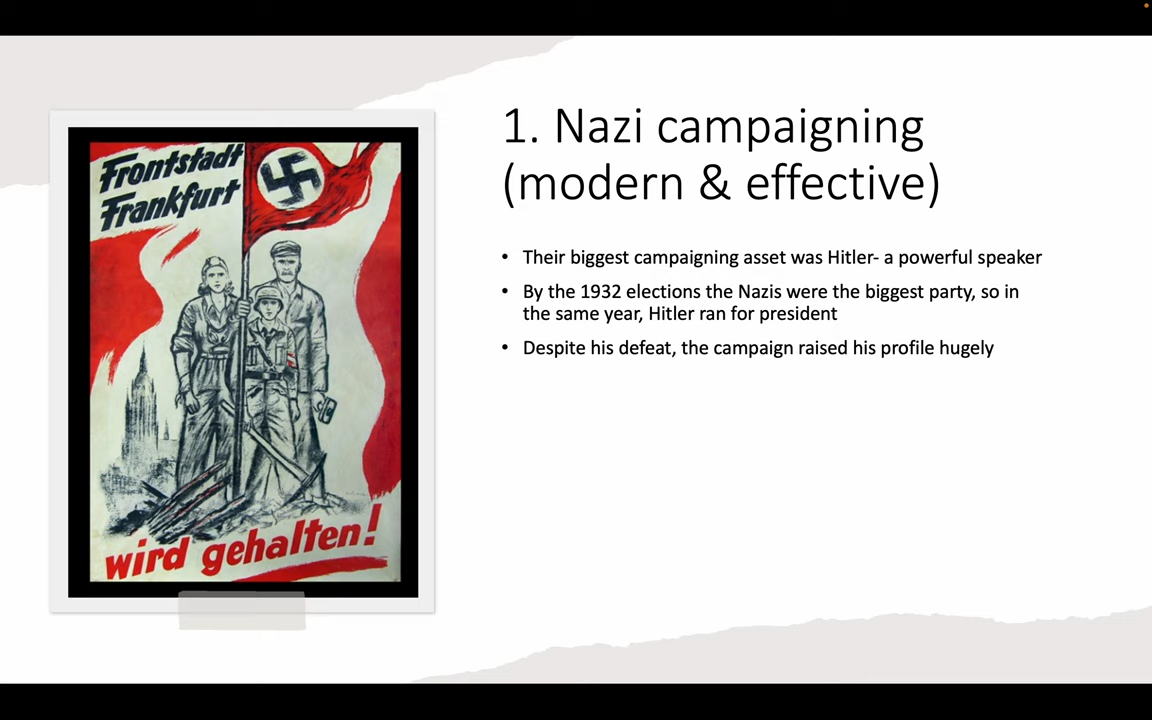 Frontstadt
Frankfurt
wird gehalten!
1. Nazi campaigning
(modern & effective)
• Their biggest campaigning asset was Hitler- a powerful speaker
• By the 1932 elections the Nazis were the biggest party, so in
the same year, Hitler ran for president
• Despite his defeat, the campaign raised his profile hugely